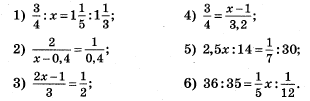 1) 3/4 : x = 1 1/5 : 1 1/3;
2) 2/(x-0,4) = 1/0,4;
3) (2x-1)/3 = 1/2;
4) 3/4 = (x-1)/3,2;
5) 2,5x : 14 = 1/7 : 30;
6) 36 : 35 = 1/5 x : 1/12.